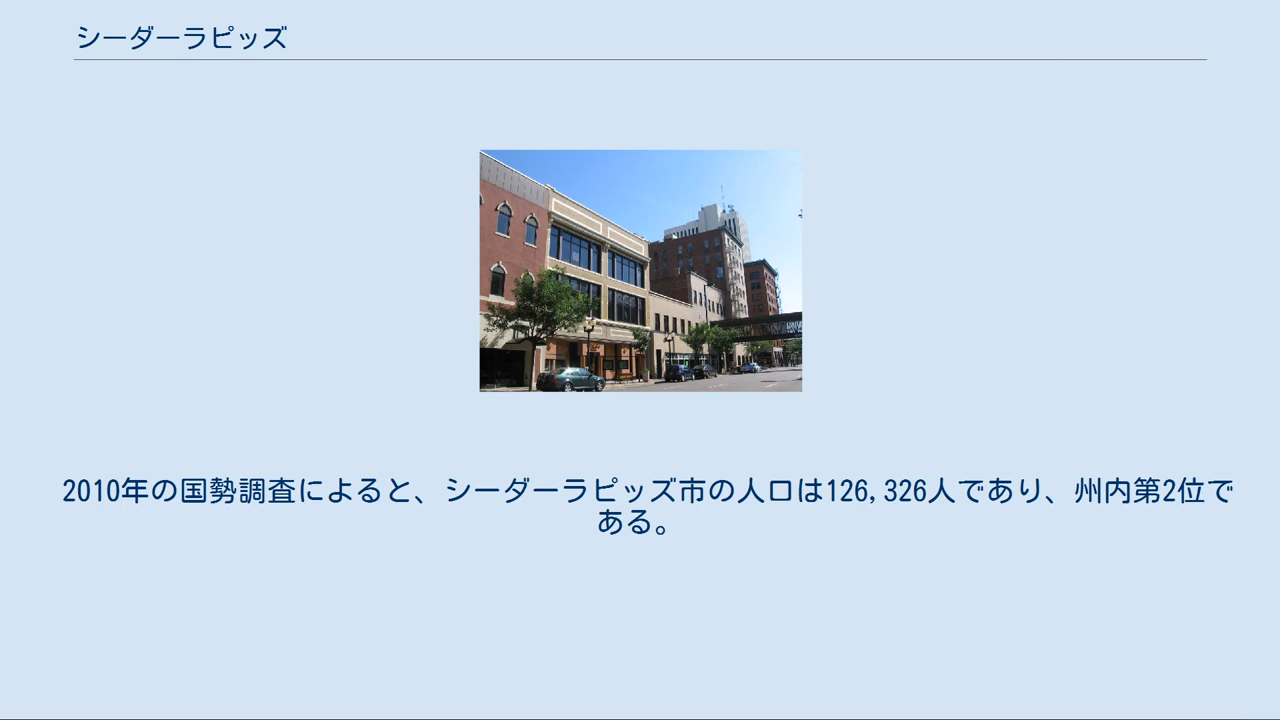 シーダーラピッズ
2010年の国勢調査によると、シーダーラピッズ市の人口は126,326人であり、州内第2位で
ある。